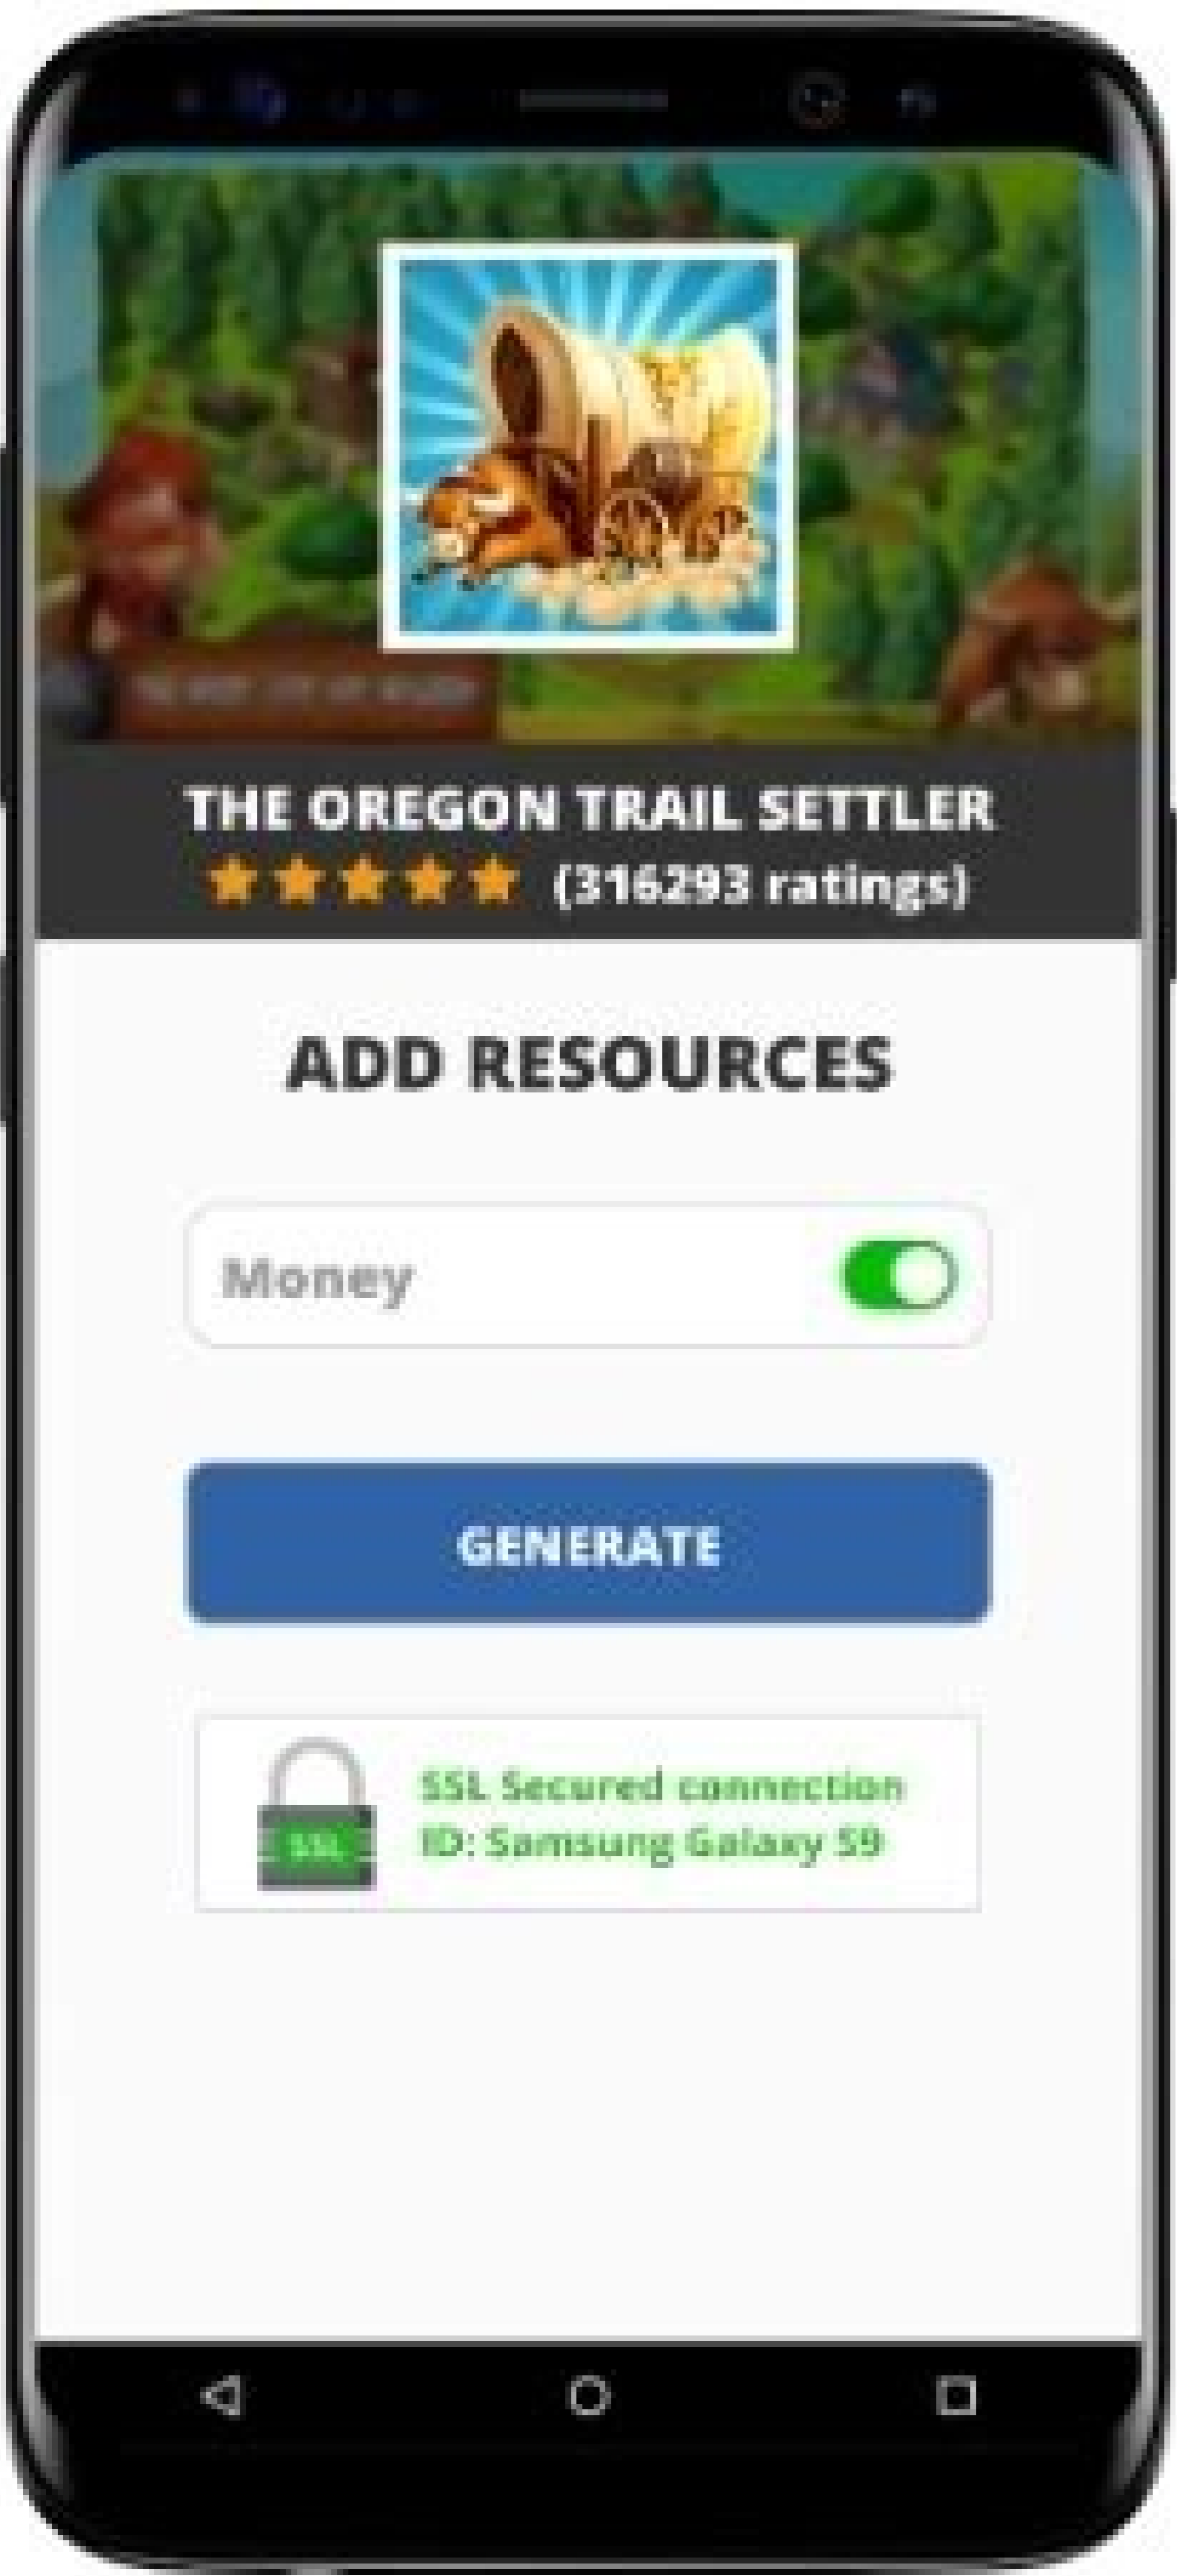 THE OREGON TRAIL SETTLER
(316293 ratings)
ADD RESOURCES
Money
GENERATE
SSL
SSL Secured connection
ID: Samsung Galaxy S9